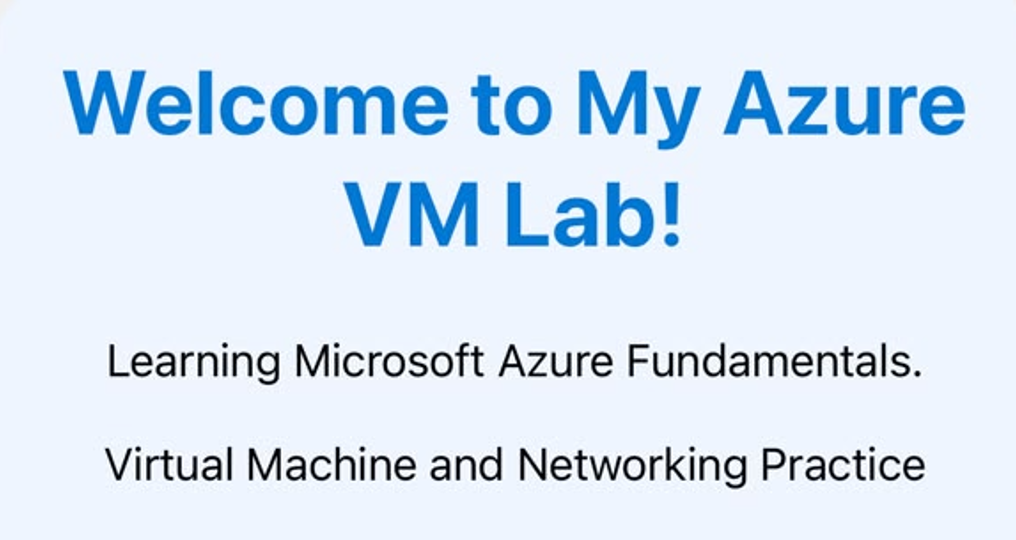 Welcome to My Azure
VM Lab!
Learning Microsoft Azure Fundamentals.
Virtual Machine and Networking Practice